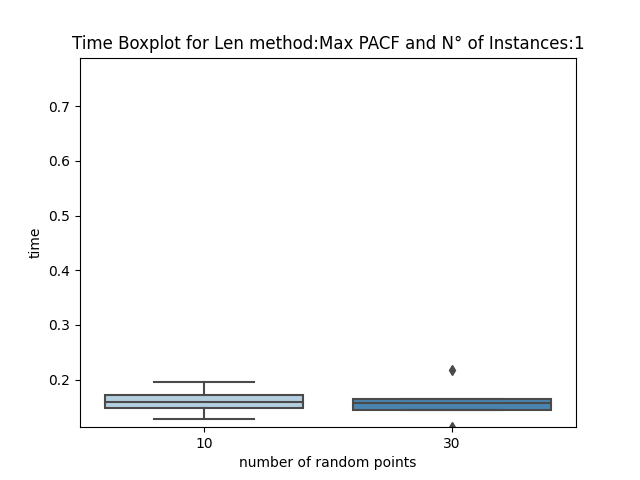 Time Boxplot for Len method:Max PACF and N° of Instances:1
0.7
0.6
0.5
0.4
0.3
0.2
time
10
30
number of random points